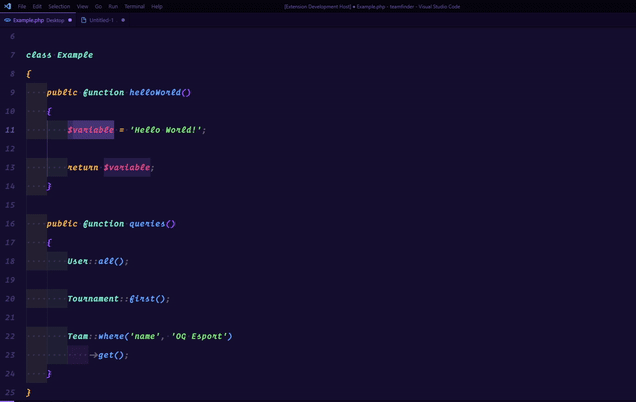 File Edit Selection View Go Run Terminal Help [Extension Development Host] ● Example.php - teamfinder - Visual Studio Code
Example.php Desktop ● Untitled-1 ●
6
7 class Example
8 {
9 public function helloWorld()
10 {
11 $variable = 'Hello World!';
12
13 return $variable;
14 }
15
16 public function queries()
17 {
18 User::all();
19
20 Tournament::first();
21
22 Team::where('name', 'OG Esport')
23 ->get();
24 }
25 }